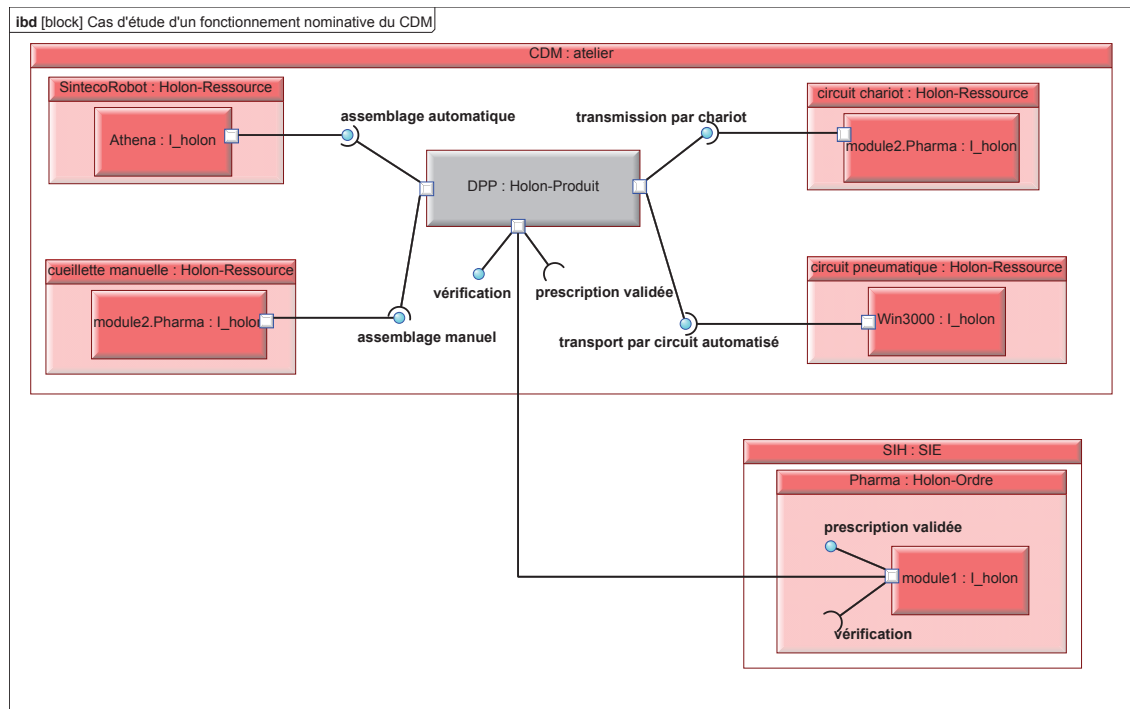 ibd [block] Cas d'étude d'un fonctionnement nominative du CDM
CDM : atelier
SintecoRobot : Holon-Ressource
Athena : I_holon
assemblage automatique
transmission par chariot
circuit chariot : Holon-Ressource
module2.Pharma : I_holon
DPP : Holon-Produit
cueillette manuelle : Holon-Ressource
module2.Pharma : I_holon
assemblage manuel
vérification
prescription validée
transport par circuit automatisé
circuit pneumatique : Holon-Ressource
Win3000 : I_holon
SIH : SIE
Pharma : Holon-Ordre
prescription validée
module1 : I_holon
vérification